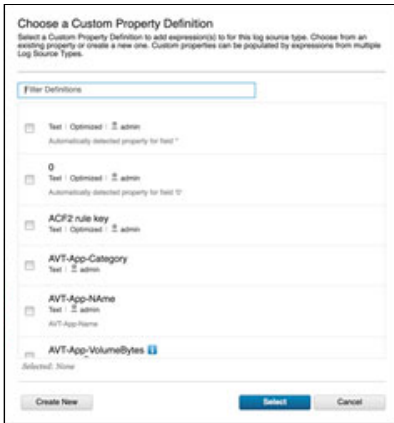 Choose a Custom Property Definition
Select a Custom Property Definition to add expression(s) to for this log source type. Choose from an
existing property or create a new one. Custom properties can be populated by expressions from multiple
Log Source Types.
Filter Definitions
Text | Optimized | admin
Automatically detected property for field ''
0
Text | Optimized | admin
Automatically detected property for field '0'
ACF2 rule key
Text | Optimized | admin
AVT-App-Category
Text | admin
AVT-App-NAme
Text | admin
AVT-App-Name
AVT-App-VolumeBytes i
Selected: None
Create New
Select
Cancel